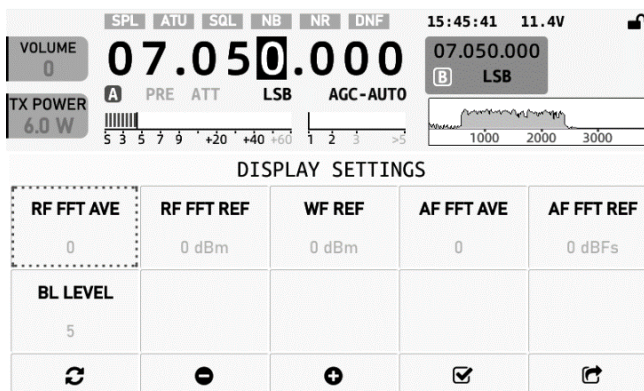 SPL ATU SQL NB NR DNF 15:45:41 11.4V
VOLUME
0
07.050.000
07.050.000
B LSB
TX POWER
6.0 W
A PRE ATT LSB AGC-AUTO
S 3 5 7 9 +20 +40 +60 1 2 3 >5
1000 2000 3000
DISPLAY SETTINGS
RF FFT AVE RF FFT REF WF REF AF FFT AVE AF FFT REF
0 0 dBm 0 dBm 0 0 dBFs
BL LEVEL
5